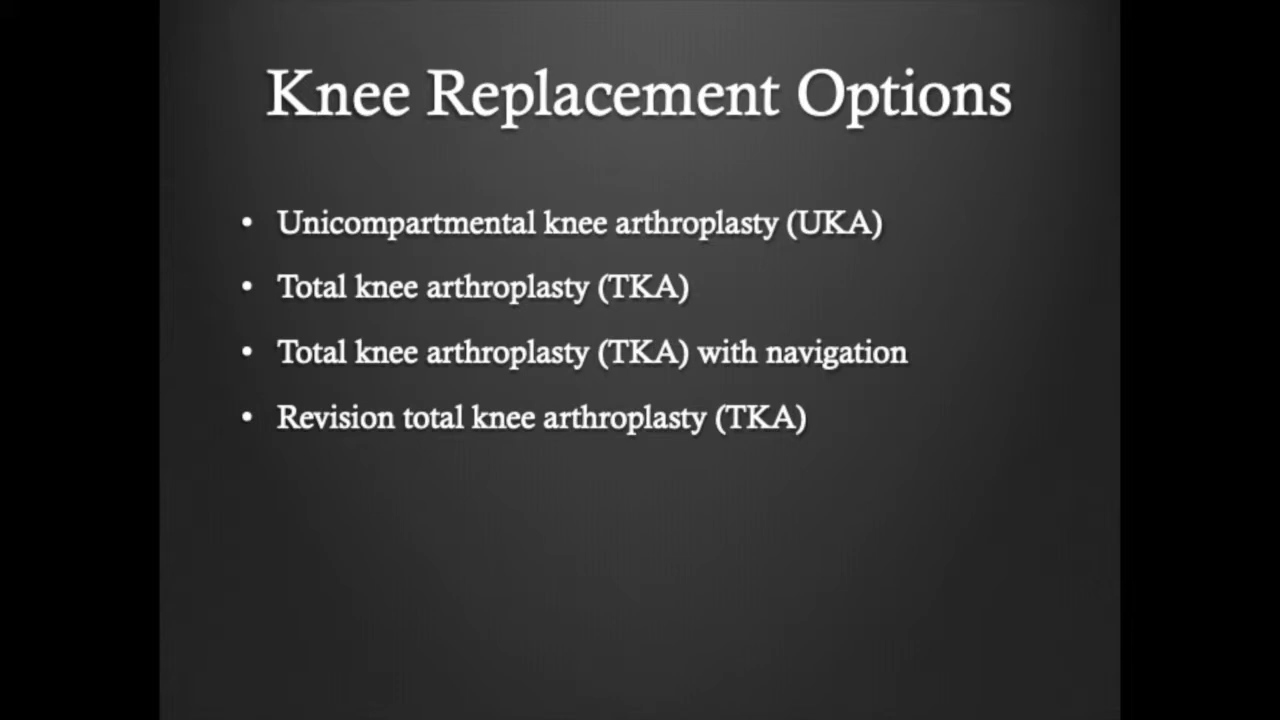 Knee Replacement Options
• Unicompartmental knee arthroplasty (UKA)
• Total knee arthroplasty (TKA)
• Total knee arthroplasty (TKA) with navigation
• Revision total knee arthroplasty (TKA)